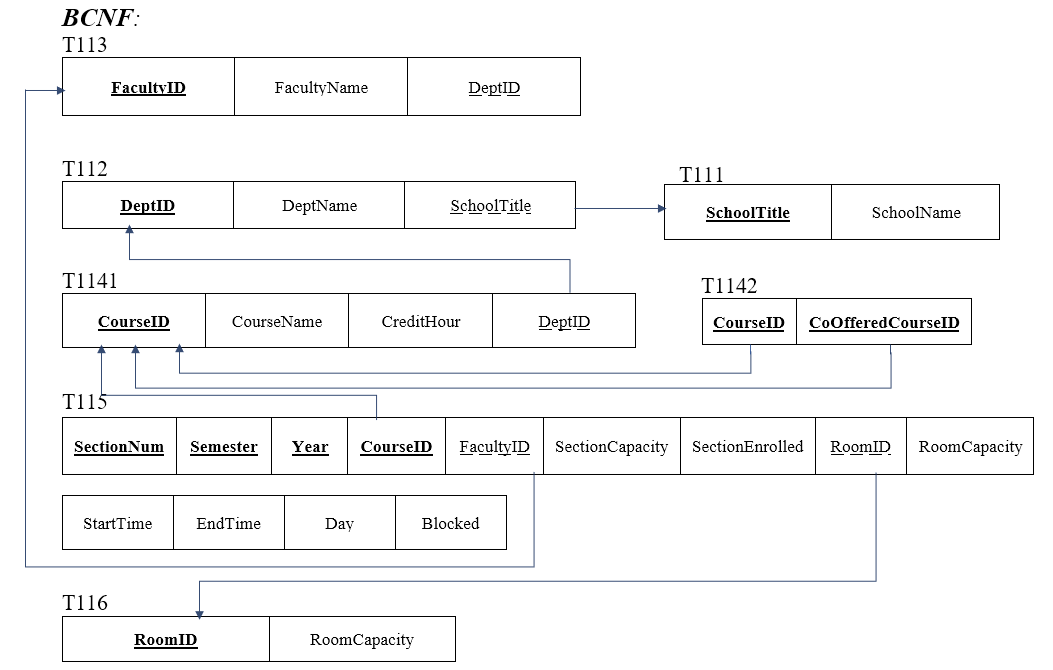 BCNF:
T113
FacultyID FacultyName DeptID
T112
DeptID DeptName SchoolTitle
T111
SchoolTitle SchoolName
T1141
CourseID CourseName CreditHour DeptID
T1142
CourseID CoOfferedCourseID
T115
SectionNum Semester Year CourseID FacultyID SectionCapacity SectionEnrolled RoomID RoomCapacity
StartTime EndTime Day Blocked
T116
RoomID RoomCapacity